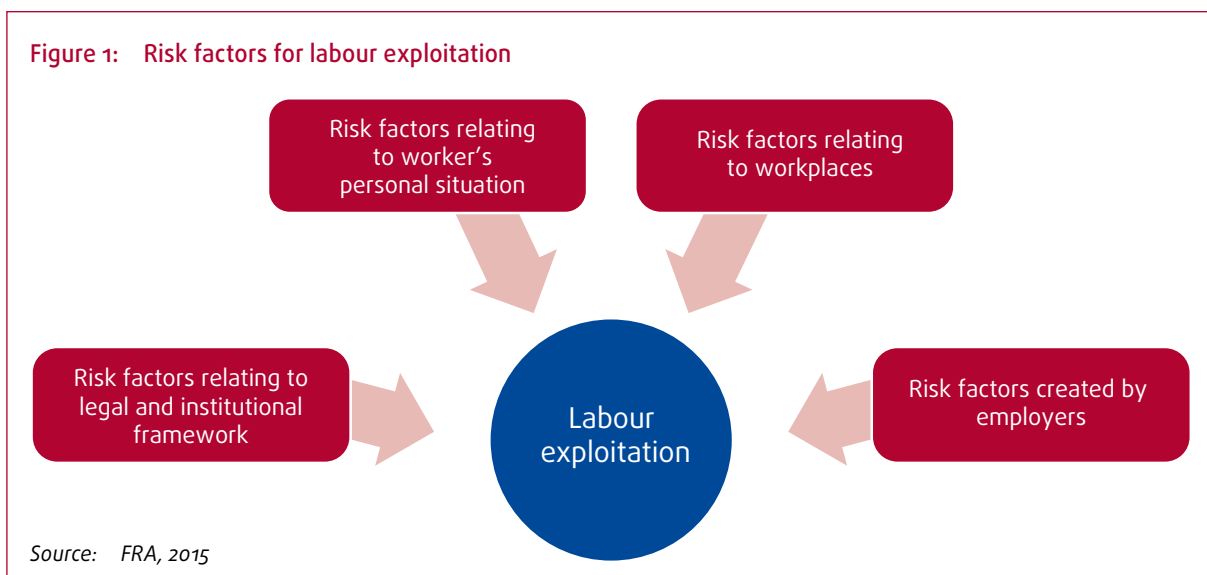 Figure 1: Risk factors for labour exploitation
Risk factors relating
to worker's
personal situation
Risk factors relating
to workplaces
Risk factors relating to
legal and institutional
framework
Labour
exploitation
Risk factors created by
employers
Source: FRA, 2015